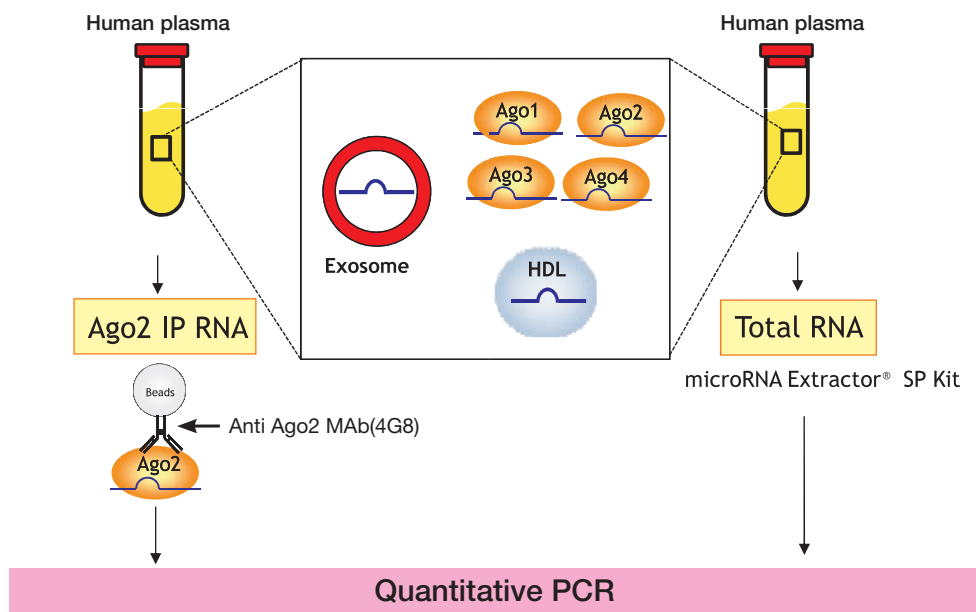 Human plasma
Human plasma
Ago1
Ago2
Ago3
Ago4
Exosome
HDL
Ago2 IP RNA
Total RNA
microRNA Extractor® SP Kit
Beads
Anti Ago2 MAb(4G8)
Ago2
Quantitative PCR